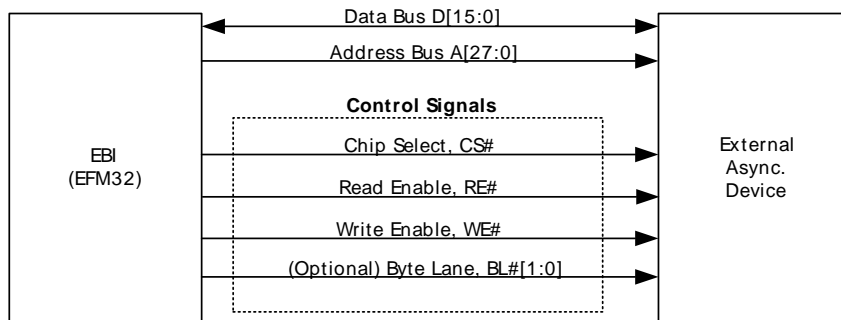 Data Bus D[15:0]
Address Bus A[27:0]
Control Signals
Chip Select, CS#
Read Enable, RE#
Write Enable, WE#
(Optional) Byte Lane, BL#[1:0]
EBI
(EFM32)
External
Async.
Device